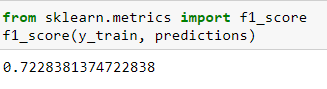 from sklearn.metrics import f1_score
f1_score(y_train, predictions)
0.7228381374722838